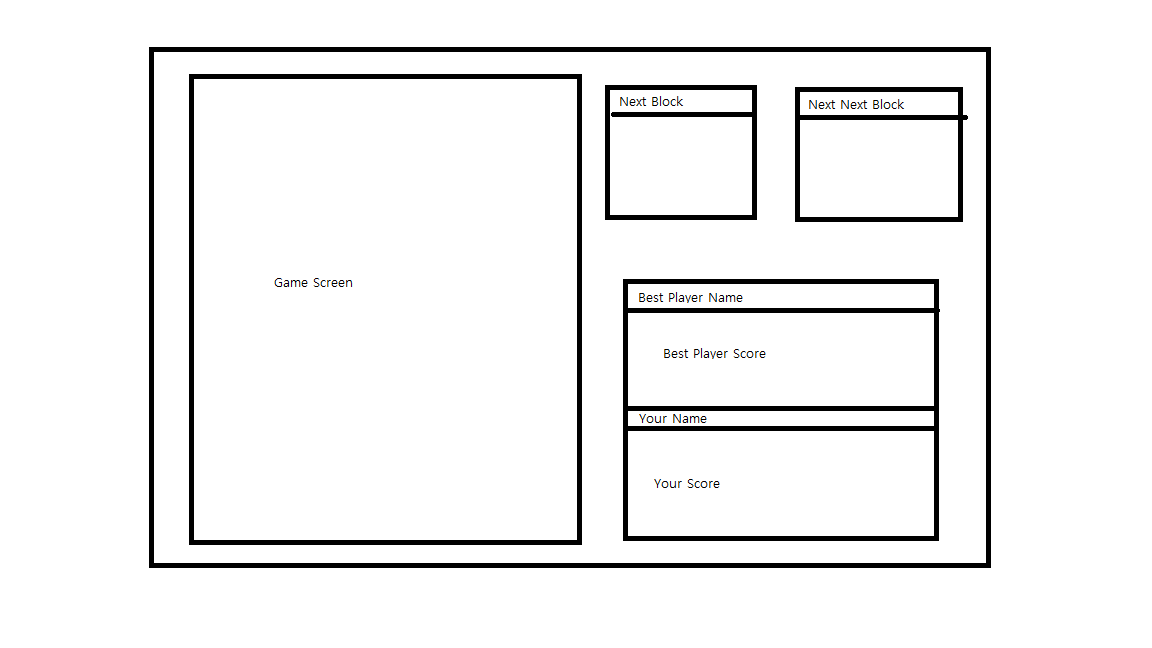 Next Block
Next Next Block
Game Screen
Best Player Name
Best Player Score
Your Name
Your Score